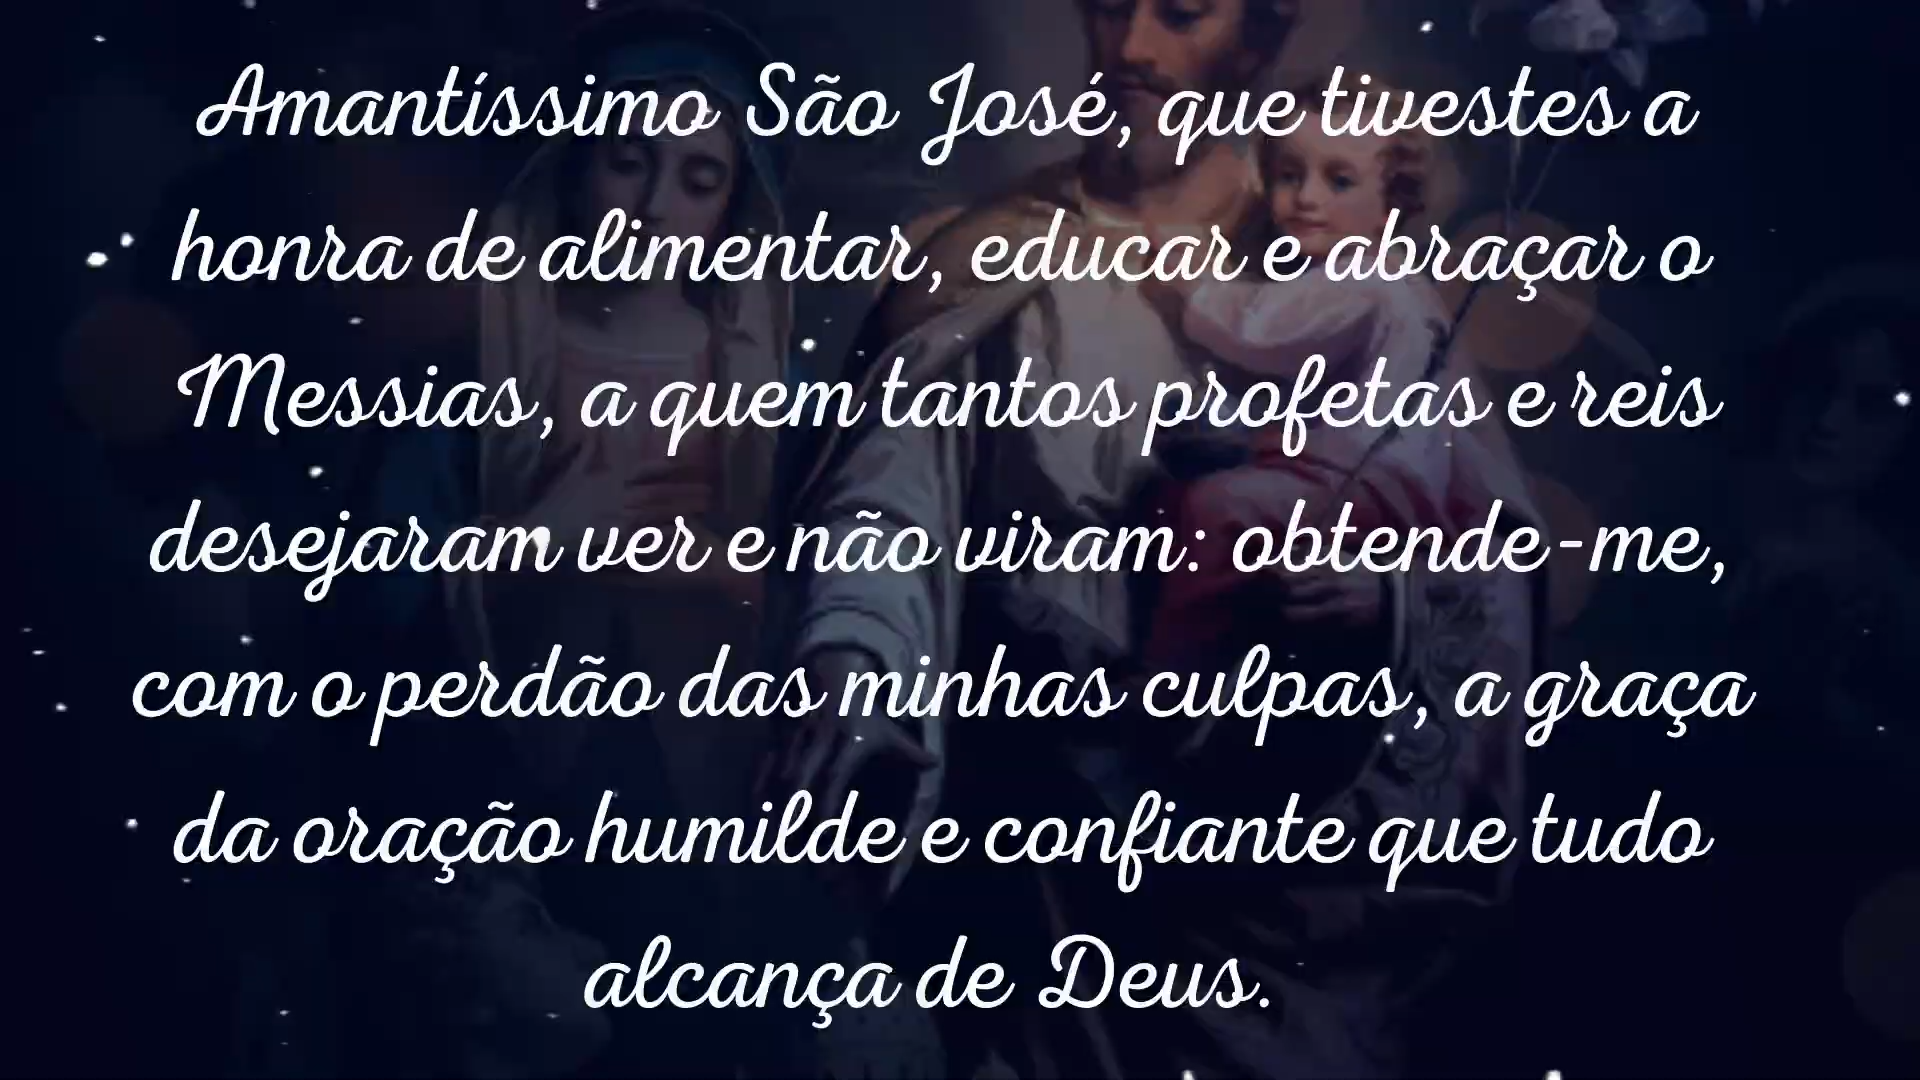 Amantíssimo São José, que tivestes a
honra de alimentar, educar e abraçar o
Messias, a quem tantos profetas e reis
desejaram ver e não viram: obtende-me,
com o perdão das minhas culpas, a graça
da oração humilde e confiante que tudo
alcança de Deus.